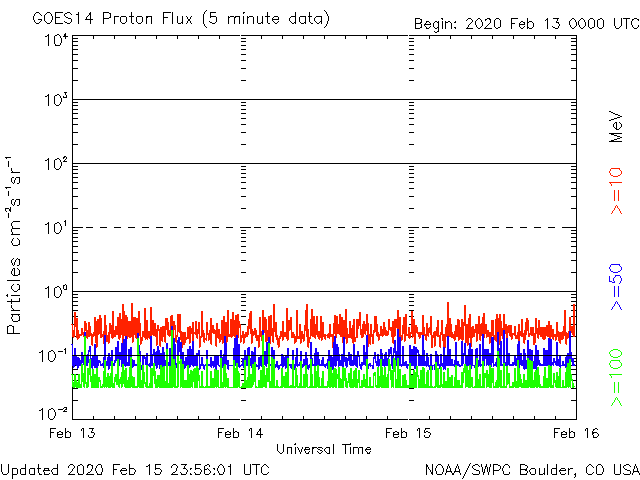 GOES14 Proton Flux (5 minute data)
Begin: 2020 Feb 13 0000 UTC
Particles cm⁻²s⁻¹sr⁻¹
10⁴
10³
10²
10¹
10⁰
10⁻¹
10⁻²
MeV
>=10
>=50
>=100
Feb 13
Feb 14
Feb 15
Feb 16
Universal Time
Updated 2020 Feb 15 23:56:01 UTC
NOAA/SWPC Boulder, CO USA